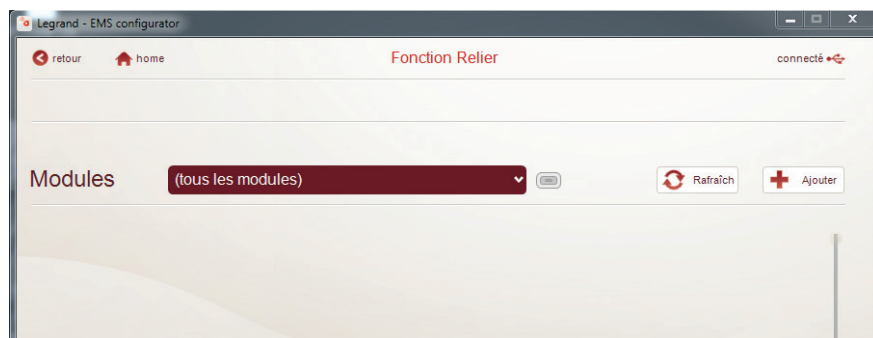 Legrand - EMS configurator
retour home Fonction Relier connecté
Modules (tous les modules) Rafraîch Ajouter